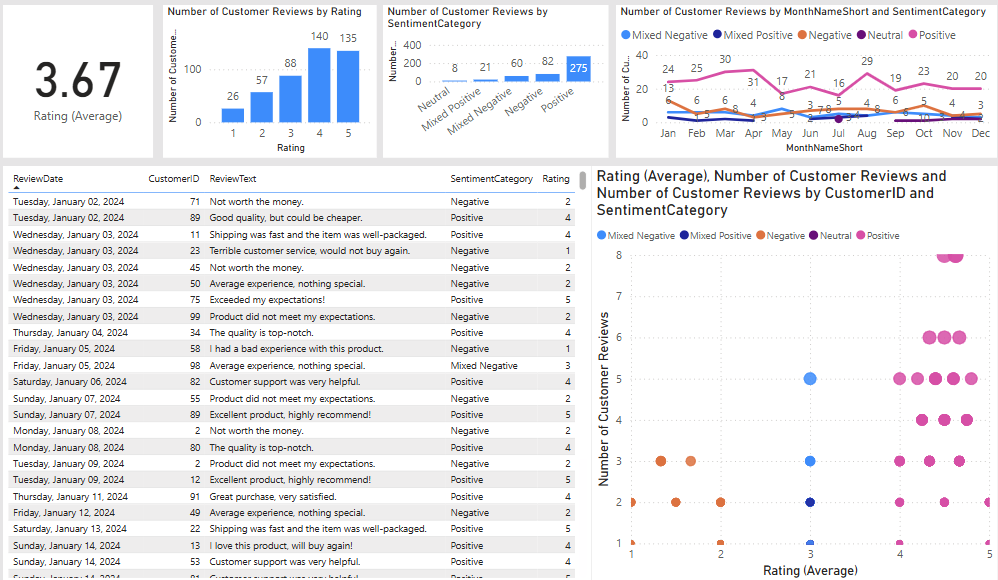 3.67
Rating (Average)
Number of Customer Reviews by Rating
Number of Custome...
100
0
26
57
88
140
135
1 2 3 4 5
Rating
Number of Customer Reviews by
SentimentCategory
Number...
400
200
0
8
21
60
82
275
Neutral
Mixed Positive
Mixed Negative
Negative
Positive
Number of Customer Reviews by MonthNameShort and SentimentCategory
Mixed Negative Mixed Positive Negative Neutral Positive
Number of Cu...
40
20
0
24 25 30 31 17 21 16 29 19 23 20 20
13
Jan Feb Mar Apr May Jun Jul Aug Sep Oct Nov Dec
MonthNameShort
ReviewDate CustomerID ReviewText SentimentCategory Rating
Tuesday, January 02, 2024 71 Not worth the money. Negative 2
Tuesday, January 02, 2024 89 Good quality, but could be cheaper. Positive 4
Wednesday, January 03, 2024 11 Shipping was fast and the item was well-packaged. Positive 4
Wednesday, January 03, 2024 23 Terrible customer service, would not buy again. Negative 1
Wednesday, January 03, 2024 45 Not worth the money. Negative 2
Wednesday, January 03, 2024 50 Average experience, nothing special. Negative 2
Wednesday, January 03, 2024 75 Exceeded my expectations! Positive 5
Wednesday, January 03, 2024 99 Product did not meet my expectations. Negative 2
Thursday, January 04, 2024 34 The quality is top-notch. Positive 4
Friday, January 05, 2024 58 I had a bad experience with this product. Negative 1
Friday, January 05, 2024 98 Average experience, nothing special. Mixed Negative 3
Saturday, January 06, 2024 82 Customer support was very helpful. Positive 4
Sunday, January 07, 2024 55 Product did not meet my expectations. Negative 2
Sunday, January 07, 2024 89 Excellent product, highly recommend! Positive 5
Monday, January 08, 2024 2 Not worth the money. Negative 2
Monday, January 08, 2024 80 The quality is top-notch. Positive 4
Tuesday, January 09, 2024 2 Product did not meet my expectations. Negative 2
Tuesday, January 09, 2024 12 Excellent product, highly recommend! Positive 5
Thursday, January 11, 2024 91 Great purchase, very satisfied. Positive 4
Friday, January 12, 2024 49 Average experience, nothing special. Negative 2
Saturday, January 13, 2024 22 Shipping was fast and the item was well-packaged. Positive 5
Sunday, January 14, 2024 13 I love this product, will buy again! Positive 4
Sunday, January 14, 2024 53 Customer support was very helpful. Positive 4
Sunday, January 14, 2024 81 Customer support was very helpful. Positive 5
Rating (Average), Number of Customer Reviews and
Number of Customer Reviews by CustomerID and
SentimentCategory
Mixed Negative Mixed Positive Negative Neutral Positive
Number of Customer Reviews
8
7
6
5
4
3
2
1
1 2 3 4 5
Rating (Average)